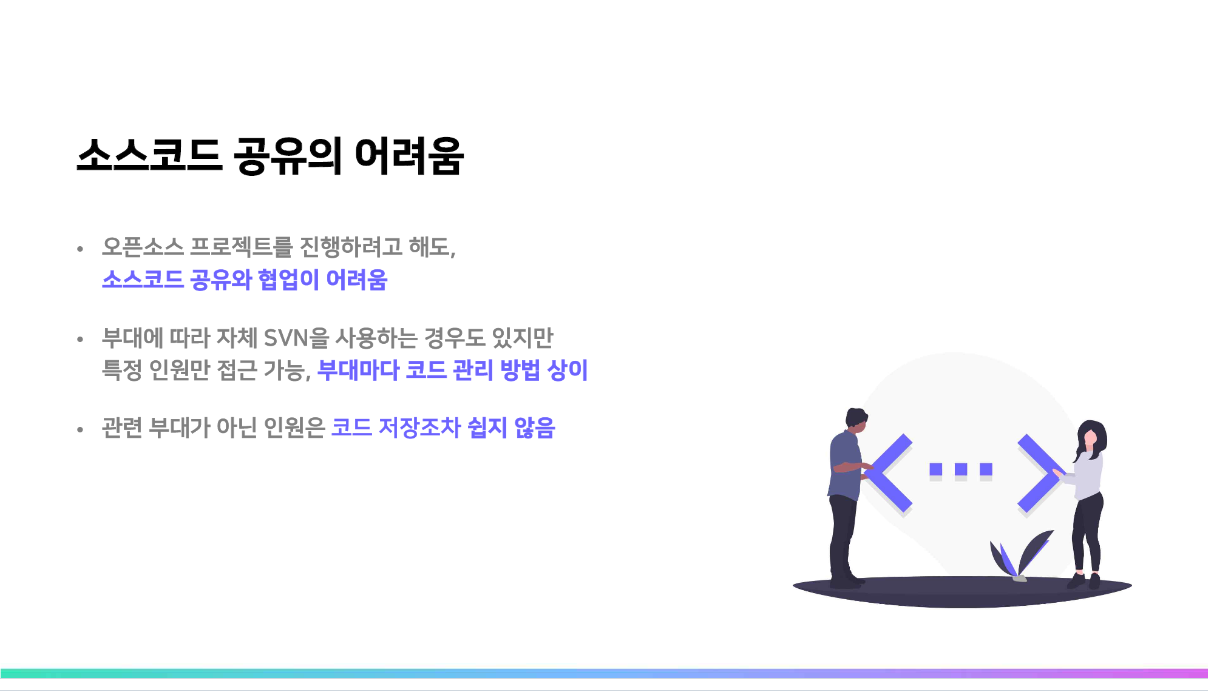 소스코드 공유의 어려움
• 오픈소스 프로젝트를 진행하려고 해도,
소스코드 공유와 협업이 어려움
• 부대에 따라 자체 SVN을 사용하는 경우도 있지만
특정 인원만 접근 가능, 부대마다 코드 관리 방법 상이
• 관련 부대가 아닌 인원은 코드 저장조차 쉽지 않음